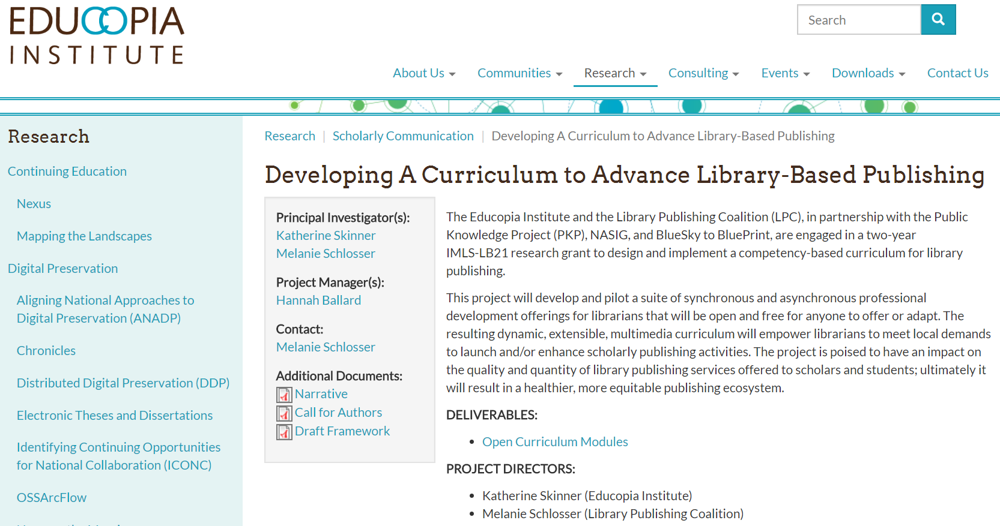 EDUCOPIA
INSTITUTE
Search
About Us
Communities
Research
Consulting
Events
Downloads
Contact Us
Research
Continuing Education
Nexus
Mapping the Landscapes
Digital Preservation
Aligning National Approaches to
Digital Preservation (ANADP)
Chronicles
Distributed Digital Preservation (DDP)
Electronic Theses and Dissertations
Identifying Continuing Opportunities
for National Collaboration (ICONC)
OSSArcFlow
Research | Scholarly Communication | Developing A Curriculum to Advance Library-Based Publishing
Developing A Curriculum to Advance Library-Based Publishing
Principal Investigator(s):
Katherine Skinner
Melanie Schlosser
Project Manager(s):
Hannah Ballard
Contact:
Melanie Schlosser
Additional Documents:
Narrative
Call for Authors
Draft Framework
The Educopia Institute and the Library Publishing Coalition (LPC), in partnership with the Public
Knowledge Project (PKP), NASIG, and BlueSky to BluePrint, are engaged in a two-year
IMLS-LB21 research grant to design and implement a competency-based curriculum for library
publishing.
This project will develop and pilot a suite of synchronous and asynchronous professional
development offerings for librarians that will be open and free for anyone to offer or adapt. The
resulting dynamic, extensible, multimedia curriculum will empower librarians to meet local demands
to launch and/or enhance scholarly publishing activities. The project is poised to have an impact on
the quality and quantity of library publishing services offered to scholars and students; ultimately it
will result in a healthier, more equitable publishing ecosystem.
DELIVERABLES:
• Open Curriculum Modules
PROJECT DIRECTORS:
• Katherine Skinner (Educopia Institute)
• Melanie Schlosser (Library Publishing Coalition)